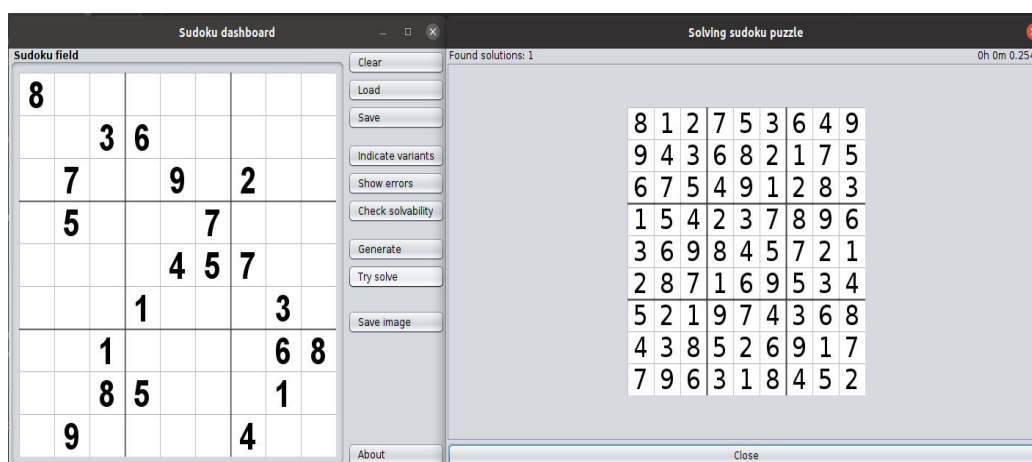 Sudoku dashboard
Sudoku field
8
3 6
7 9 2
5 7
4 5 7
1 3
1 6 8
8 5 1
9 4
Clear
Load
Save
Indicate variants
Show errors
Check solvability
Generate
Try solve
Save image
About
Solving sudoku puzzle
Found solutions: 1 0h 0m 0.254
8 1 2 7 5 3 6 4 9
9 4 3 6 8 2 1 7 5
6 7 5 4 9 1 2 8 3
1 5 4 2 3 7 8 9 6
3 6 9 8 4 5 7 2 1
2 8 7 1 6 9 5 3 4
5 2 1 9 7 4 3 6 8
4 3 8 5 2 6 9 1 7
7 9 6 3 1 8 4 5 2
Close